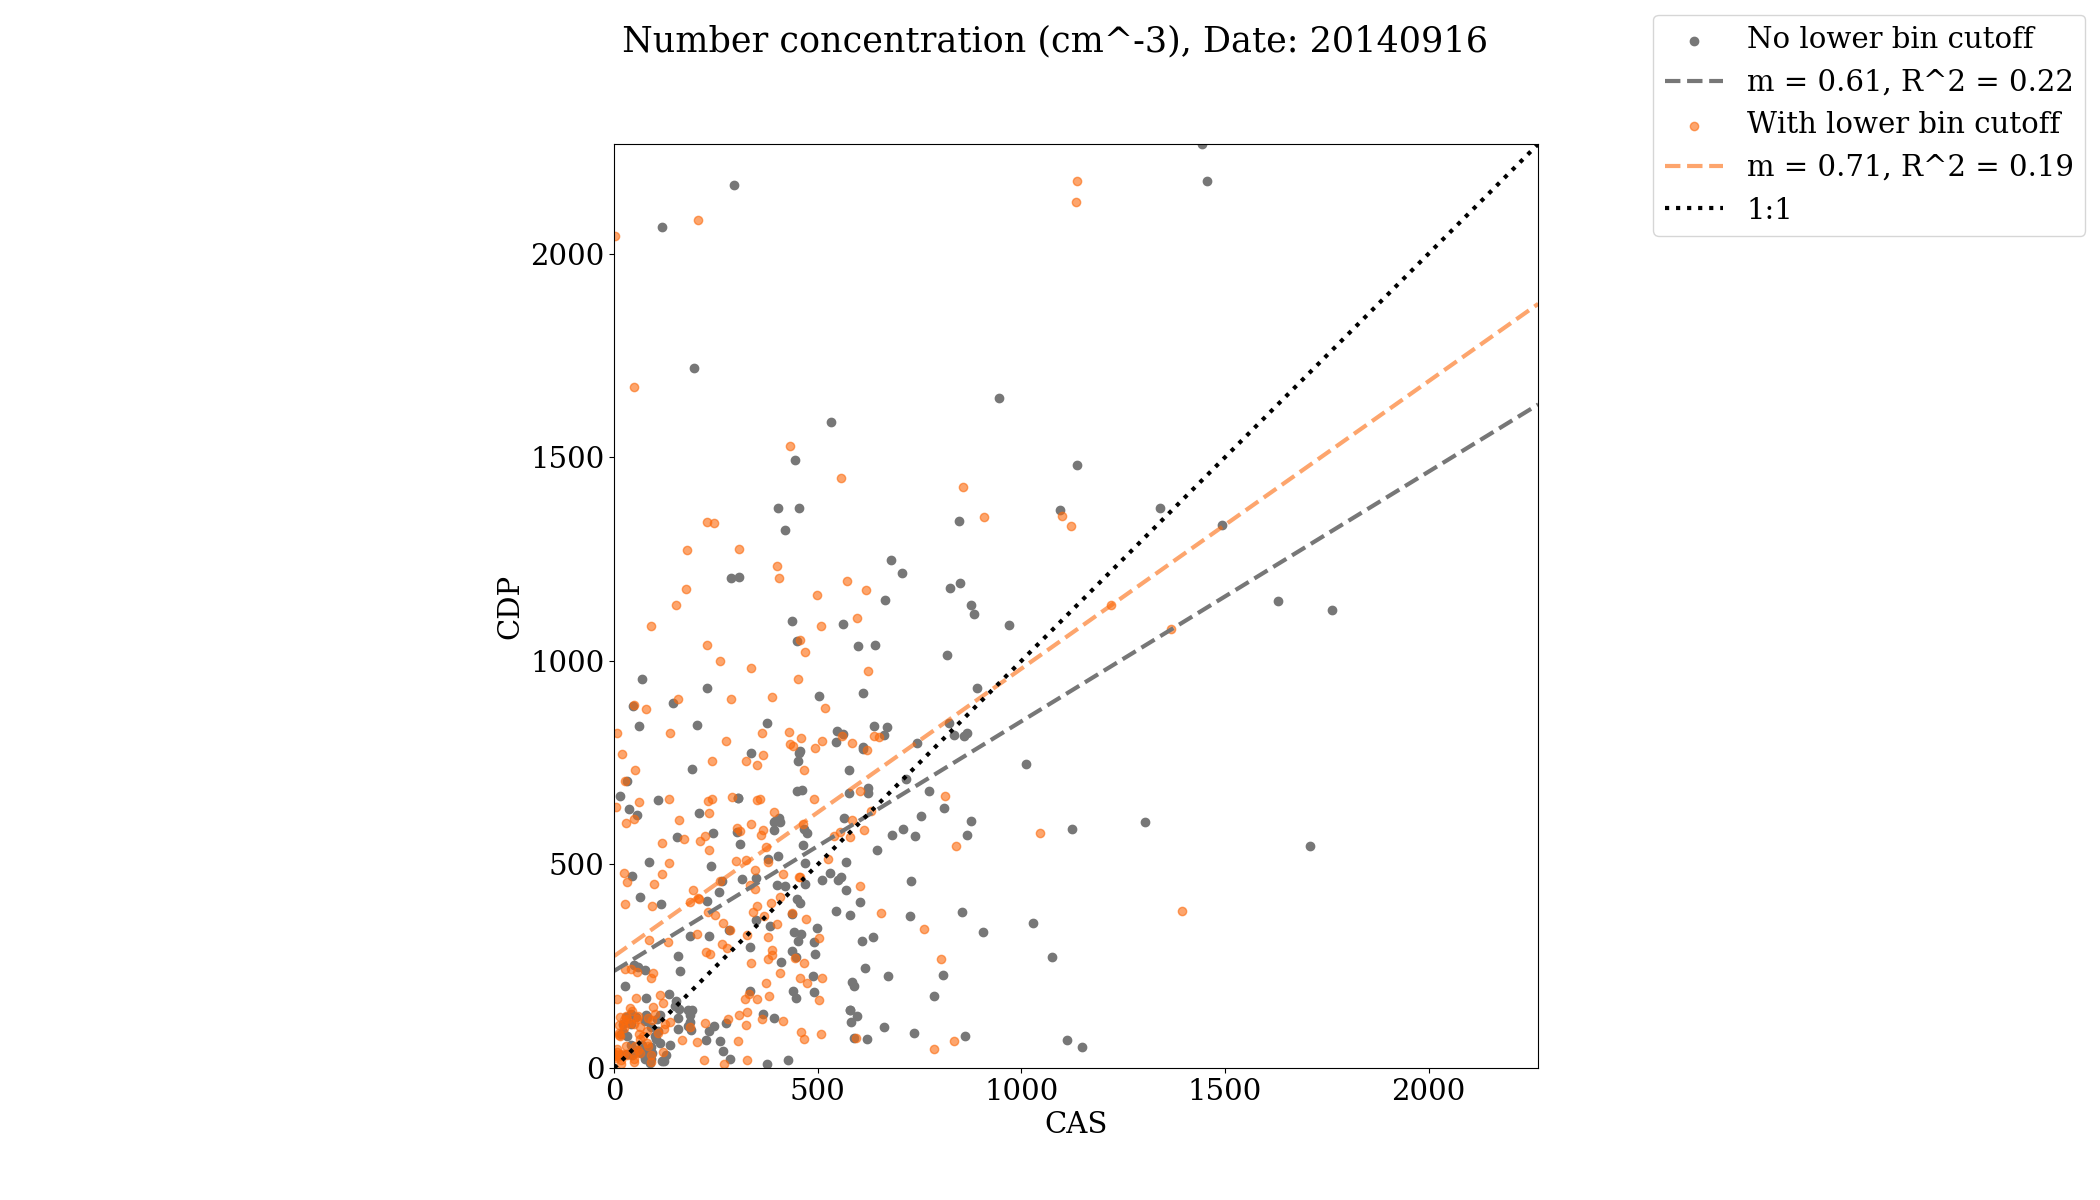 Number concentration (cm^-3), Date: 20140916
No lower bin cutoff
m = 0.61, R^2 = 0.22
With lower bin cutoff
m = 0.71, R^2 = 0.19
1:1
2000
1500
1000
500
0
CDP
0 500 1000 1500 2000
CAS